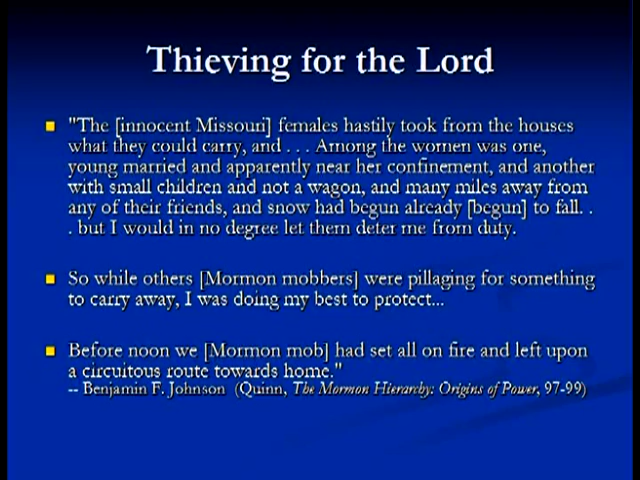 Thieving for the Lord
"The [innocent Missouri] females hastily took from the houses
what they could carry, and . . . Among the women was one,
young married and apparently near her confinement, and another
with small children and not a wagon, and many miles away from
any of their friends, and snow had begun already [begun] to fall. .
. but I would in no degree let them deter me from duty.
So while others [Mormon mobbers] were pillaging for something
to carry away, I was doing my best to protect...
Before noon we [Mormon mob] had set all on fire and left upon
a circuitous route towards home."
-- Benjamin F. Johnson (Quinn, The Mormon Hierarchy: Origins of Power, 97-99)